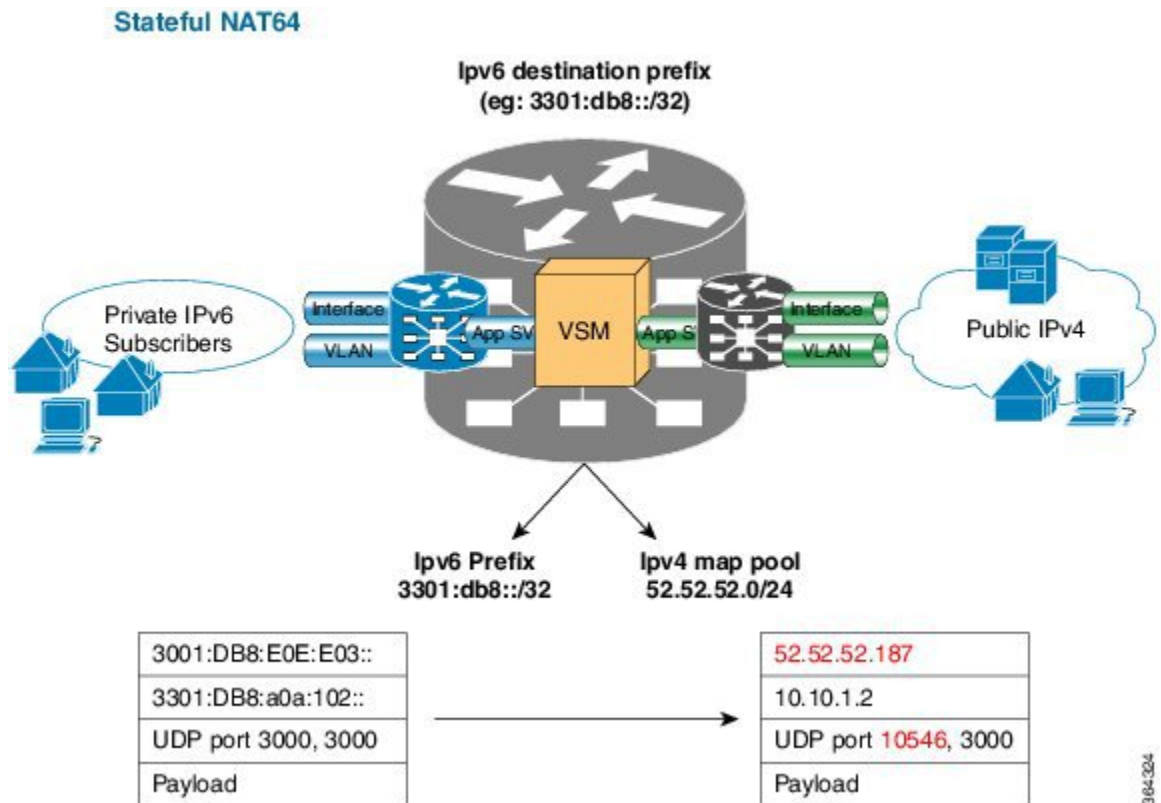 Stateful NAT64
Ipv6 destination prefix
(eg: 3301:db8::/32)
Private IPv6
Subscribers
Interface
VLAN
App SV
VSM
App S
Interface
VLAN
Public IPv4
Ipv6 Prefix
3301:db8::/32
Ipv4 map pool
52.52.52.0/24
3001:DB8:E0E:E03::
3301:DB8:a0a:102::
UDP port 3000, 3000
Payload
52.52.52.187
10.10.1.2
UDP port 10546, 3000
Payload
364324